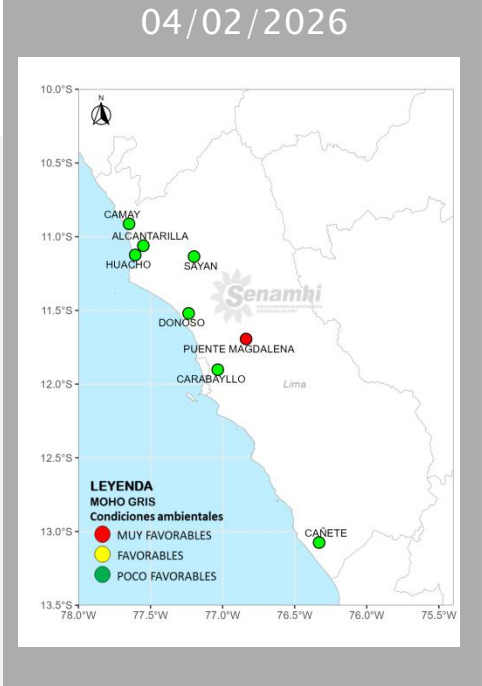 04/02/2026
10.0°S
10.5°S
11.0°S
11.5°S
12.0°S
12.5°S
13.0°S
13.5°S
N
CAMAY
ALCANTARILLA
HUACHO
SAYAN
Senamhi
DONOSO
PUENTE MAGDALENA
CARABAYLLO
Lima
CAÑETE
LEYENDA
MOHO GRIS
Condiciones ambientales
MUY FAVORABLES
FAVORABLES
POCO FAVORABLES
78.0°W 77.5°W 77.0°W 76.5°W 76.0°W 75.5°W